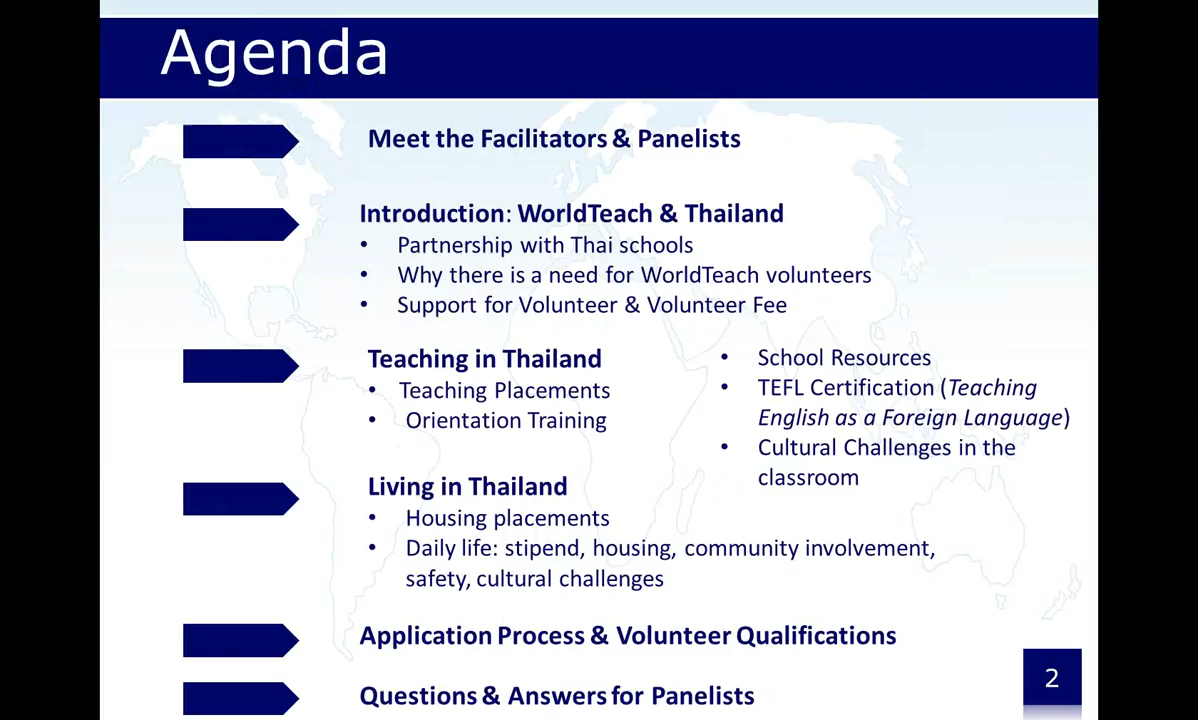 Agenda
Meet the Facilitators & Panelists
Introduction: WorldTeach & Thailand
• Partnership with Thai schools
• Why there is a need for WorldTeach volunteers
• Support for Volunteer & Volunteer Fee
Teaching in Thailand
• Teaching Placements
• Orientation Training
• School Resources
• TEFL Certification (Teaching
English as a Foreign Language)
• Cultural Challenges in the
classroom
Living in Thailand
• Housing placements
• Daily life: stipend, housing, community involvement,
safety, cultural challenges
Application Process & Volunteer Qualifications
Questions & Answers for Panelists
2